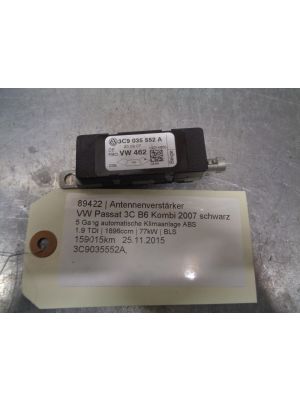 3C9 035 552 A
VW 462
89422 | Antennenverstärker
VW Passat 3C B6 Kombi 2007 schwarz
5 Gang automatische Klimaanlage ABS
1.9 TDI | 1896ccm | 77kW | BLS
159015km 25.11.2015
3C9035552A,